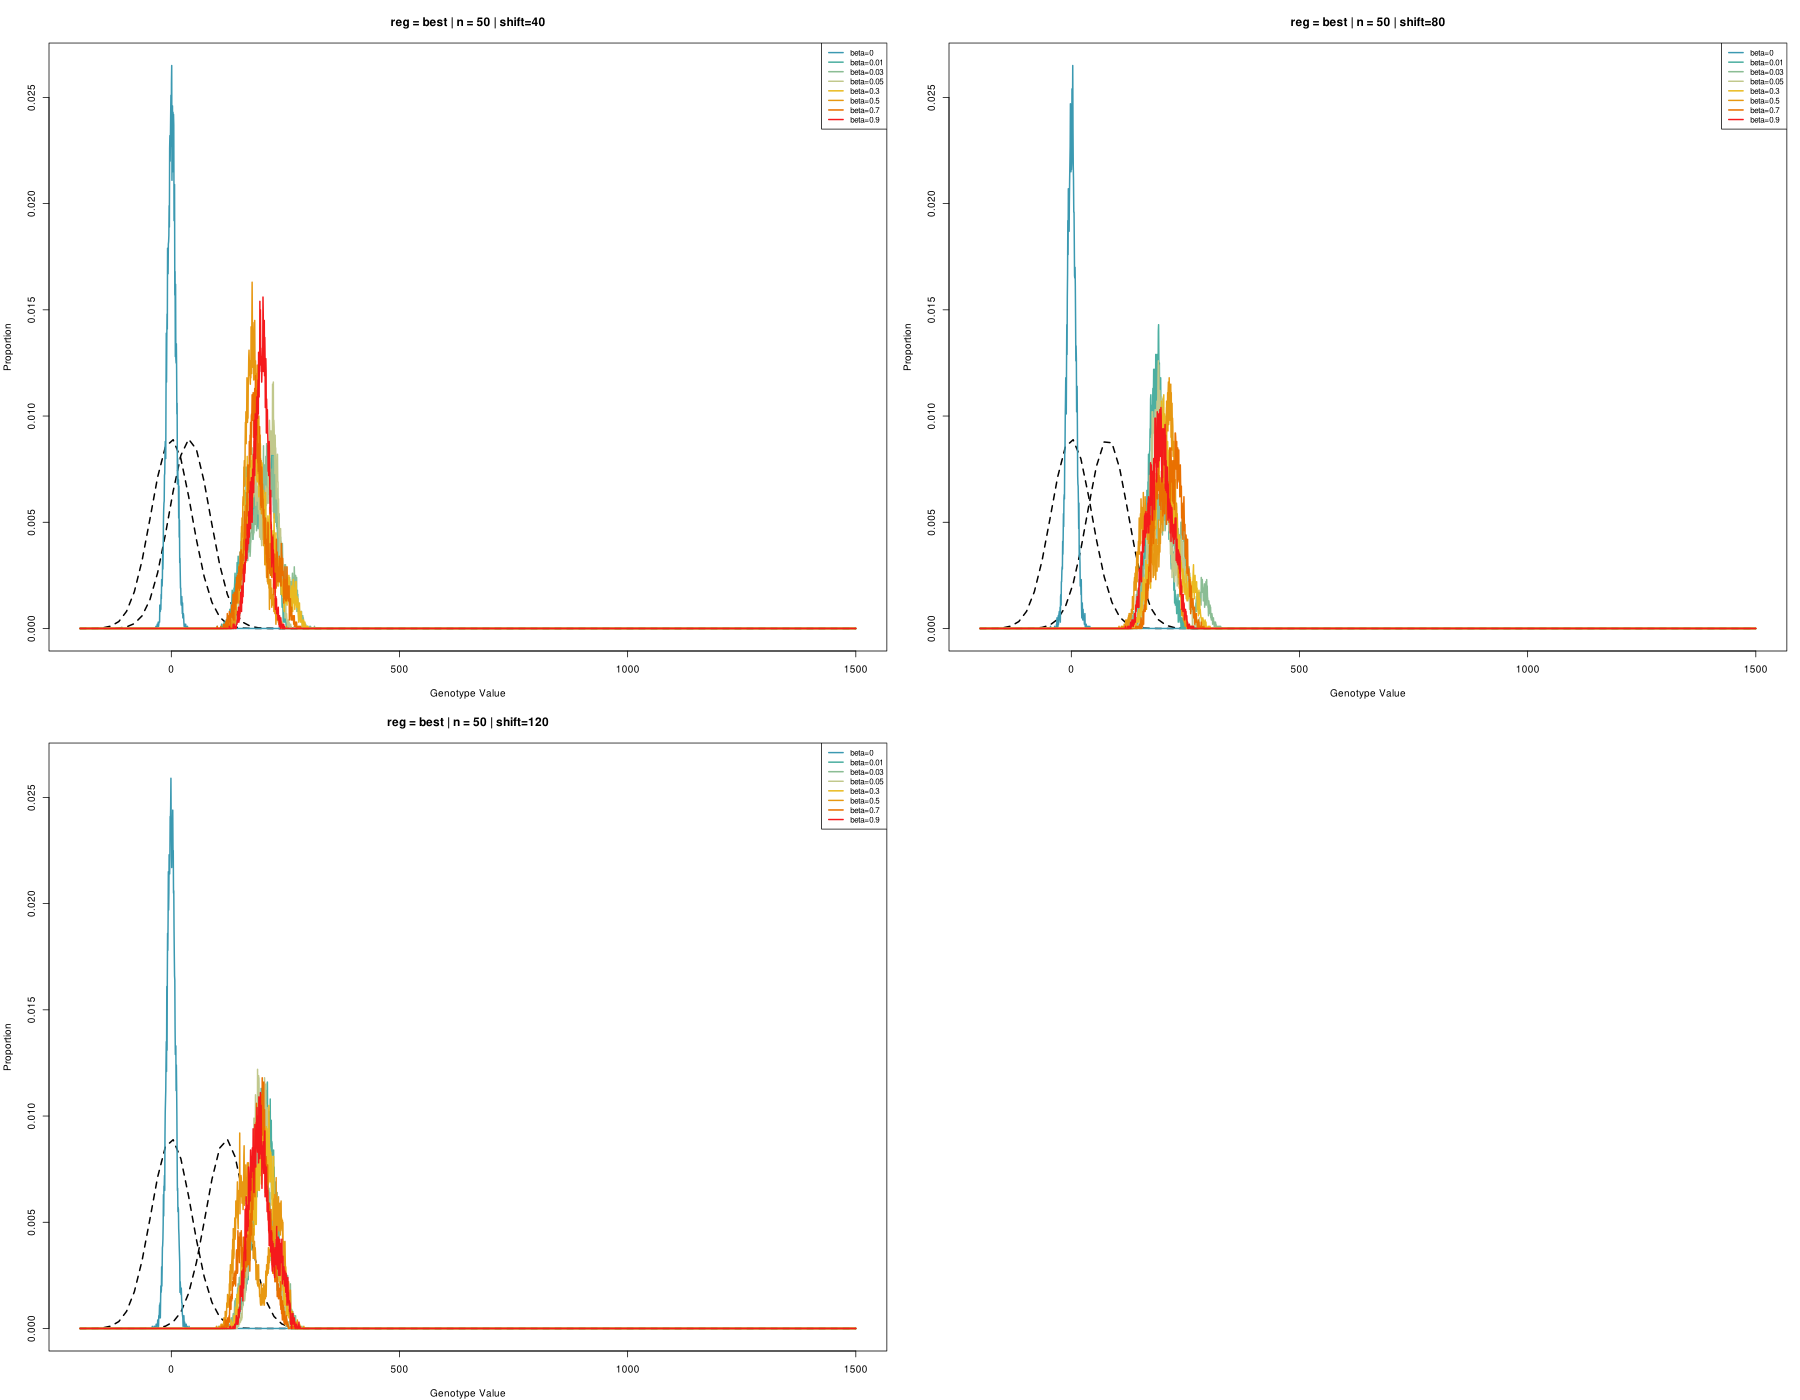 reg = best | n = 50 | shift=40
beta=0
beta=0.01
beta=0.03
beta=0.05
beta=0.3
beta=0.5
beta=0.7
beta=0.9
Proportion
0.025
0.020
0.015
0.010
0.005
0.000
0 500 1000 1500
Genotype Value
reg = best | n = 50 | shift=80
beta=0
beta=0.01
beta=0.03
beta=0.05
beta=0.3
beta=0.5
beta=0.7
beta=0.9
Proportion
0.025
0.020
0.015
0.010
0.005
0.000
0 500 1000 1500
Genotype Value
reg = best | n = 50 | shift=120
beta=0
beta=0.01
beta=0.03
beta=0.05
beta=0.3
beta=0.5
beta=0.7
beta=0.9
Proportion
0.025
0.020
0.015
0.010
0.005
0.000
0 500 1000 1500
Genotype Value